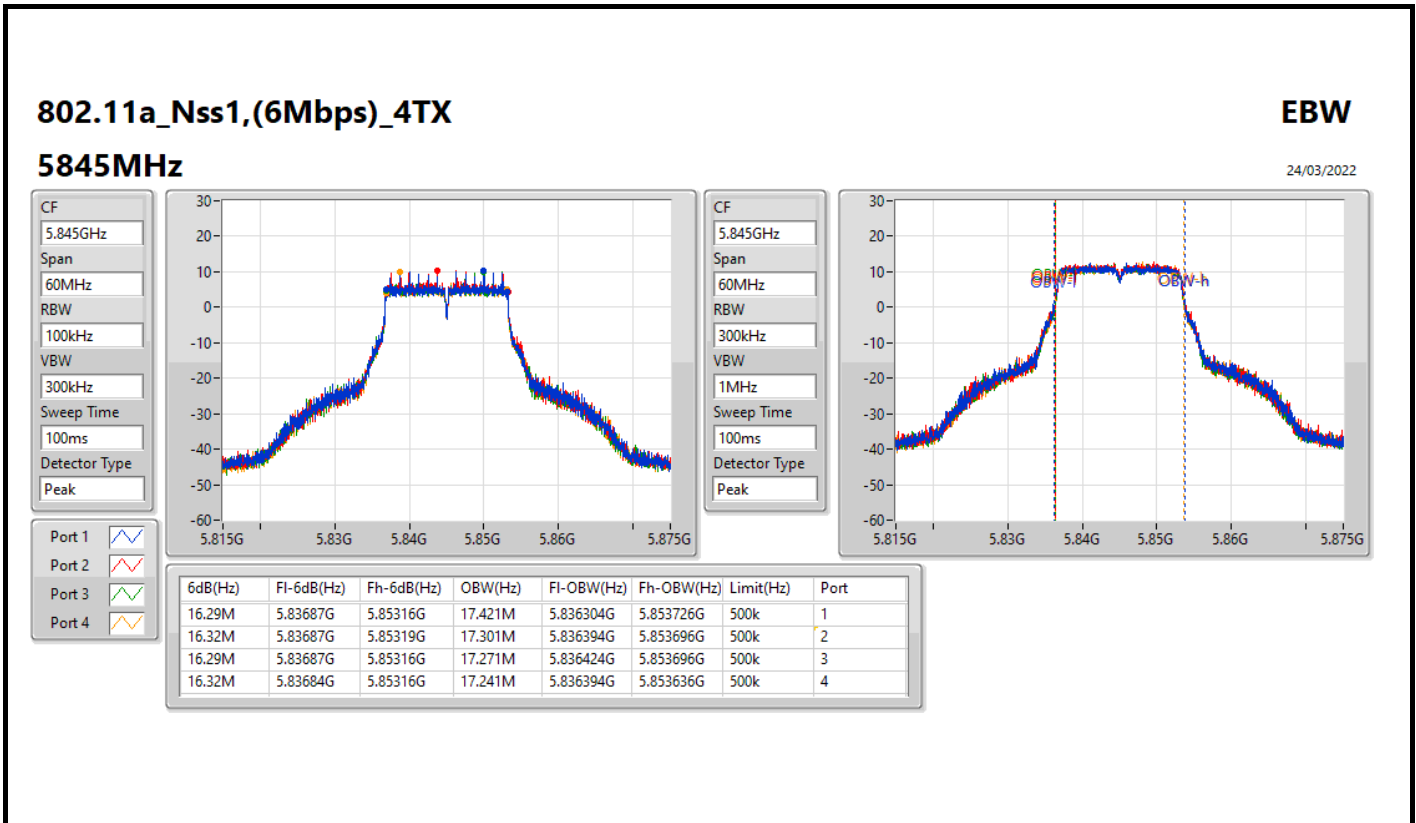 802.11a_Nss1,(6Mbps)_4TX
EBW
5845MHz
24/03/2022
CF
5.845GHz
Span
60MHz
RBW
100kHz
VBW
300kHz
Sweep Time
100ms
Detector Type
Peak
30
20
10
0
-10
-20
-30
-40
-50
-60
5.815G 5.83G 5.84G 5.85G 5.86G 5.875G
CF
5.845GHz
Span
60MHz
RBW
300kHz
VBW
1MHz
Sweep Time
100ms
Detector Type
Peak
30
20
10
0
-10
-20
-30
-40
-50
-60
OBW-h
5.815G 5.83G 5.84G 5.85G 5.86G 5.875G
Port 1
Port 2
Port 3
Port 4
6dB(Hz) Fl-6dB(Hz) Fh-6dB(Hz) OBW(Hz) Fl-OBW(Hz) Fh-OBW(Hz) Limit(Hz) Port
16.29M 5.83687G 5.85316G 17.421M 5.836304G 5.853726G 500k 1
16.32M 5.83687G 5.85319G 17.301M 5.836394G 5.853696G 500k 2
16.29M 5.83687G 5.85316G 17.271M 5.836424G 5.853696G 500k 3
16.32M 5.83684G 5.85316G 17.241M 5.836394G 5.853636G 500k 4